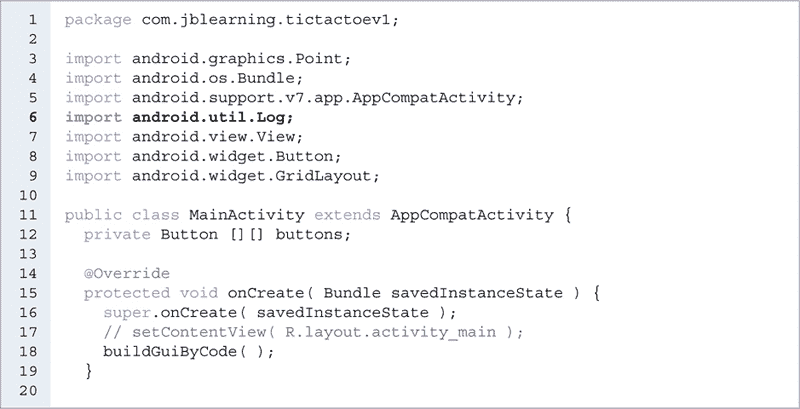 1 package com.jblearning.tictactoev1;
2
3 import android.graphics.Point;
4 import android.os.Bundle;
5 import android.support.v7.app.AppCompatActivity;
6 import android.util.Log;
7 import android.view.View;
8 import android.widget.Button;
9 import android.widget.GridLayout;
10
11 public class MainActivity extends AppCompatActivity {
12   private Button [][] buttons;
13
14   @Override
15   protected void onCreate( Bundle savedInstanceState ) {
16     super.onCreate( savedInstanceState );
17     // setContentView( R.layout.activity_main );
18     buildGuiByCode( );
19   }
20